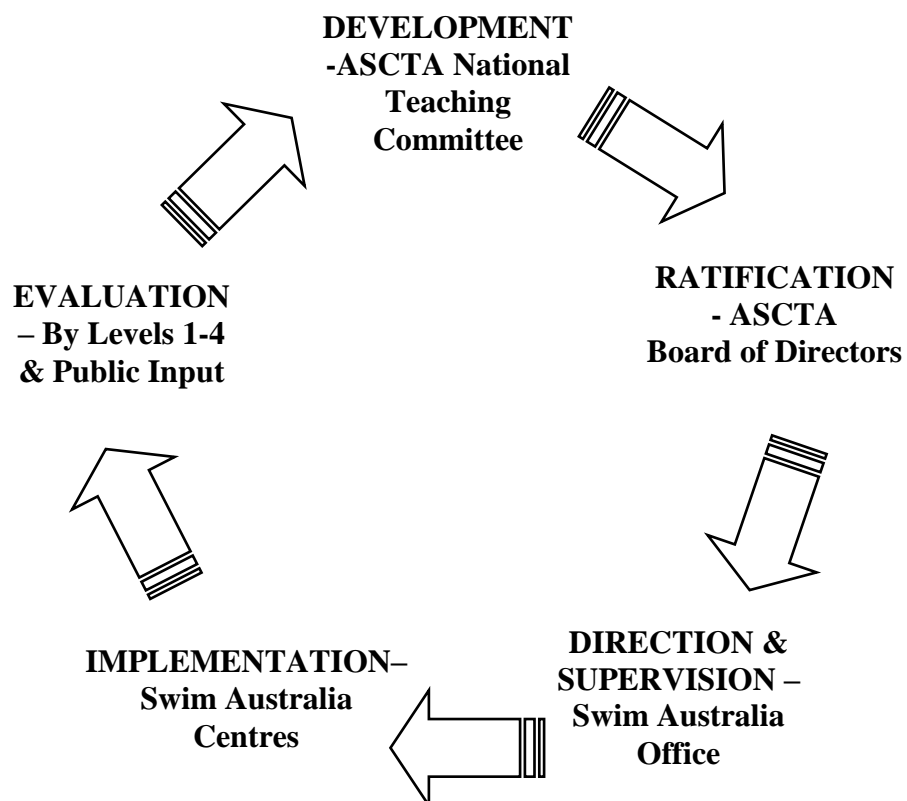 DEVELOPMENT
-ASCTA National
Teaching
Committee
RATIFICATION
- ASCTA
Board of Directors
DIRECTION &
SUPERVISION –
Swim Australia
Office
IMPLEMENTATION–
Swim Australia
Centres
EVALUATION
– By Levels 1-4
& Public Input